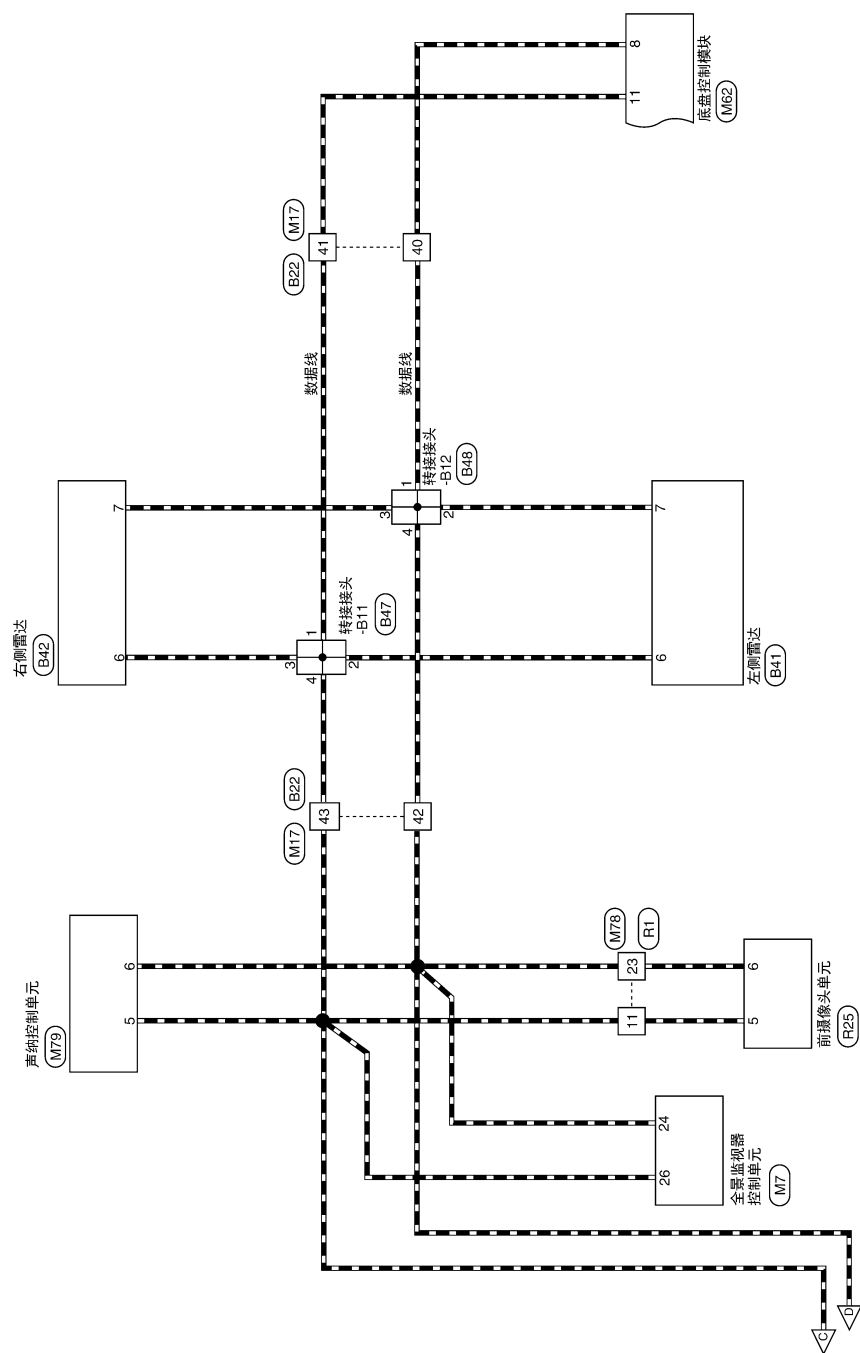 8
11
底盘控制模块
M62
M17
B22
41
40
数据线
数据线
转接接头
-B12
B48
1
2
3
4
右侧雷达
B42
7
6
左侧雷达
B41
7
6
转接接头
-B11
B47
1
2
3
4
B22
M17
43
42
声纳控制单元
M79
6
5
M78
R1
23
11
前摄像头单元
R25
6
5
全景监视器
控制单元
M7
24
26
C
D